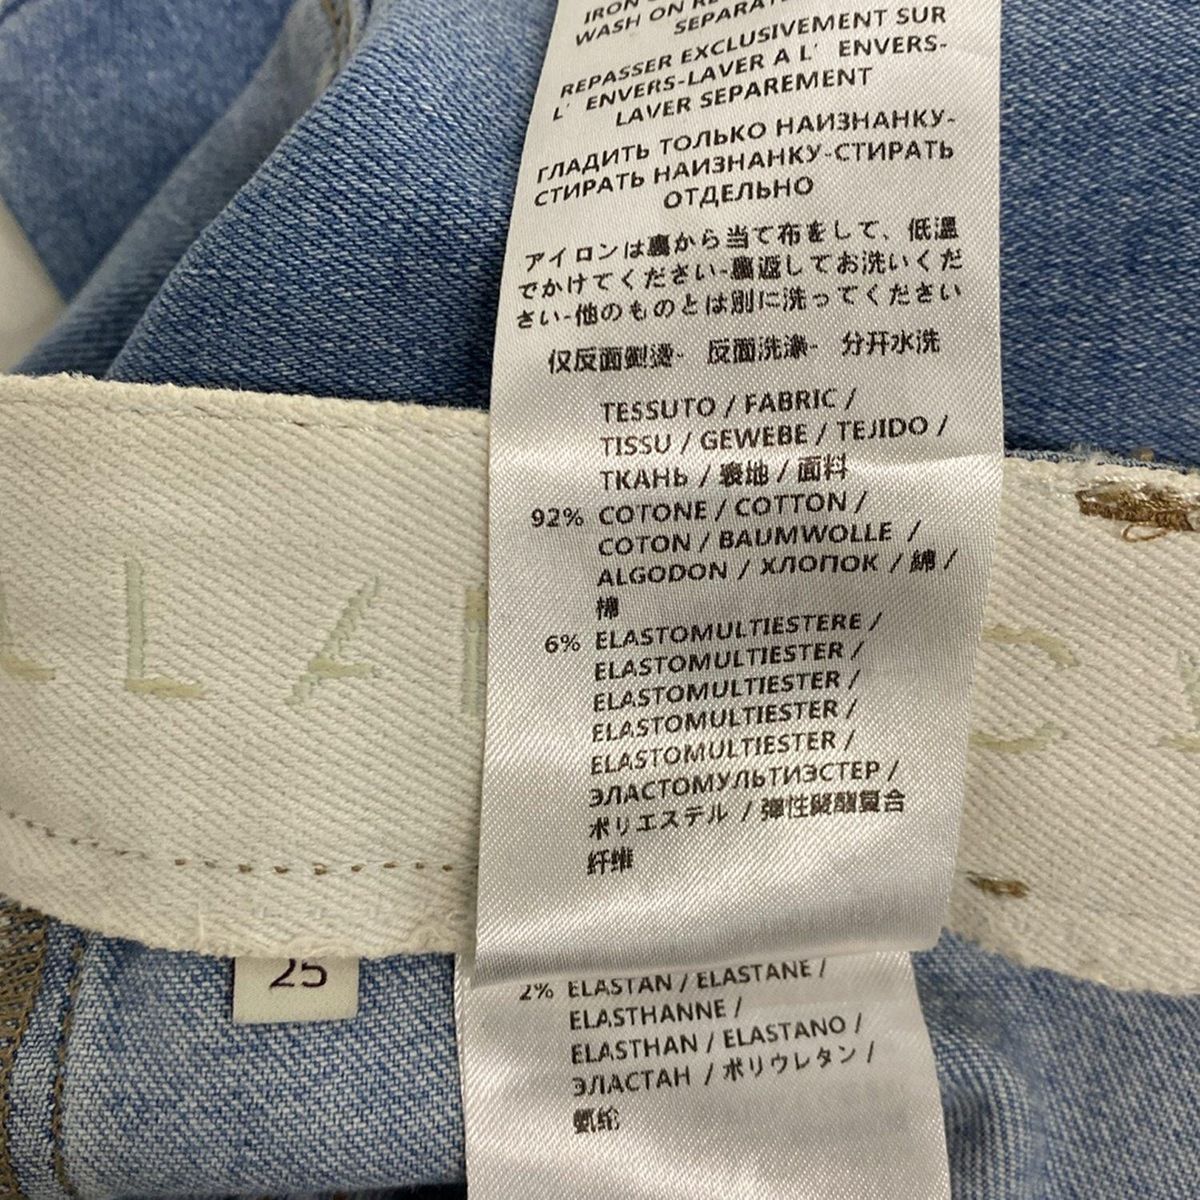 IRON
WASH ON RE
SEPARAT
REPASSER EXCLUSIVEMENT SUR
L' ENVERS-LAVER A L' ENVERS-
LAVER SEPAREMENT
ГЛАДИТЬ ТОЛЬКО НАИЗНАНКУ-
СТИРАТЬ НАИЗНАНКУ-СТИРАТЬ
ОТДЕЛЬНО
アイロンは裏から当て布をして、低温
でかけてください-裏返してお洗いくだ
さい-他のものとは別に洗ってください
仅反面熨烫- 反面洗涤- 分开水洗
TESSUTO / FABRIC /
TISSU / GEWEBE / TEJIDO /
ТКАНЬ / 表地 / 面料
92% COTONE / COTTON /
COTON / BAUMWOLLE /
ALGODON / ХЛОПОК / 綿 /
棉
6% ELASTOMULTIESTERE /
ELASTOMULTIESTER /
ELASTOMULTIESTER /
ELASTOMULTIESTER /
ELASTOMULTIESTER /
ЭЛАСТОМУЛЬТИЭСТЕР /
ポリエステル / 弹性聚酯复合
纤维
2% ELASTAN / ELASTANE /
ELASTHANNE /
ELASTHAN / ELASTANO /
ЭЛАСТАН / ポリウレタン /
氨纶
25